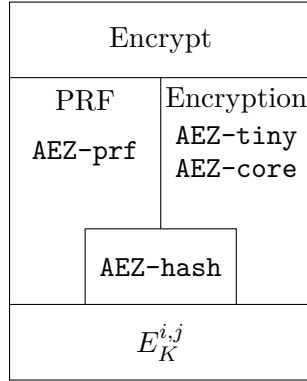 Encrypt
PRF
AEZ-prf
Encryption
AEZ-tiny
AEZ-core
AEZ-hash
E_K^{i,j}